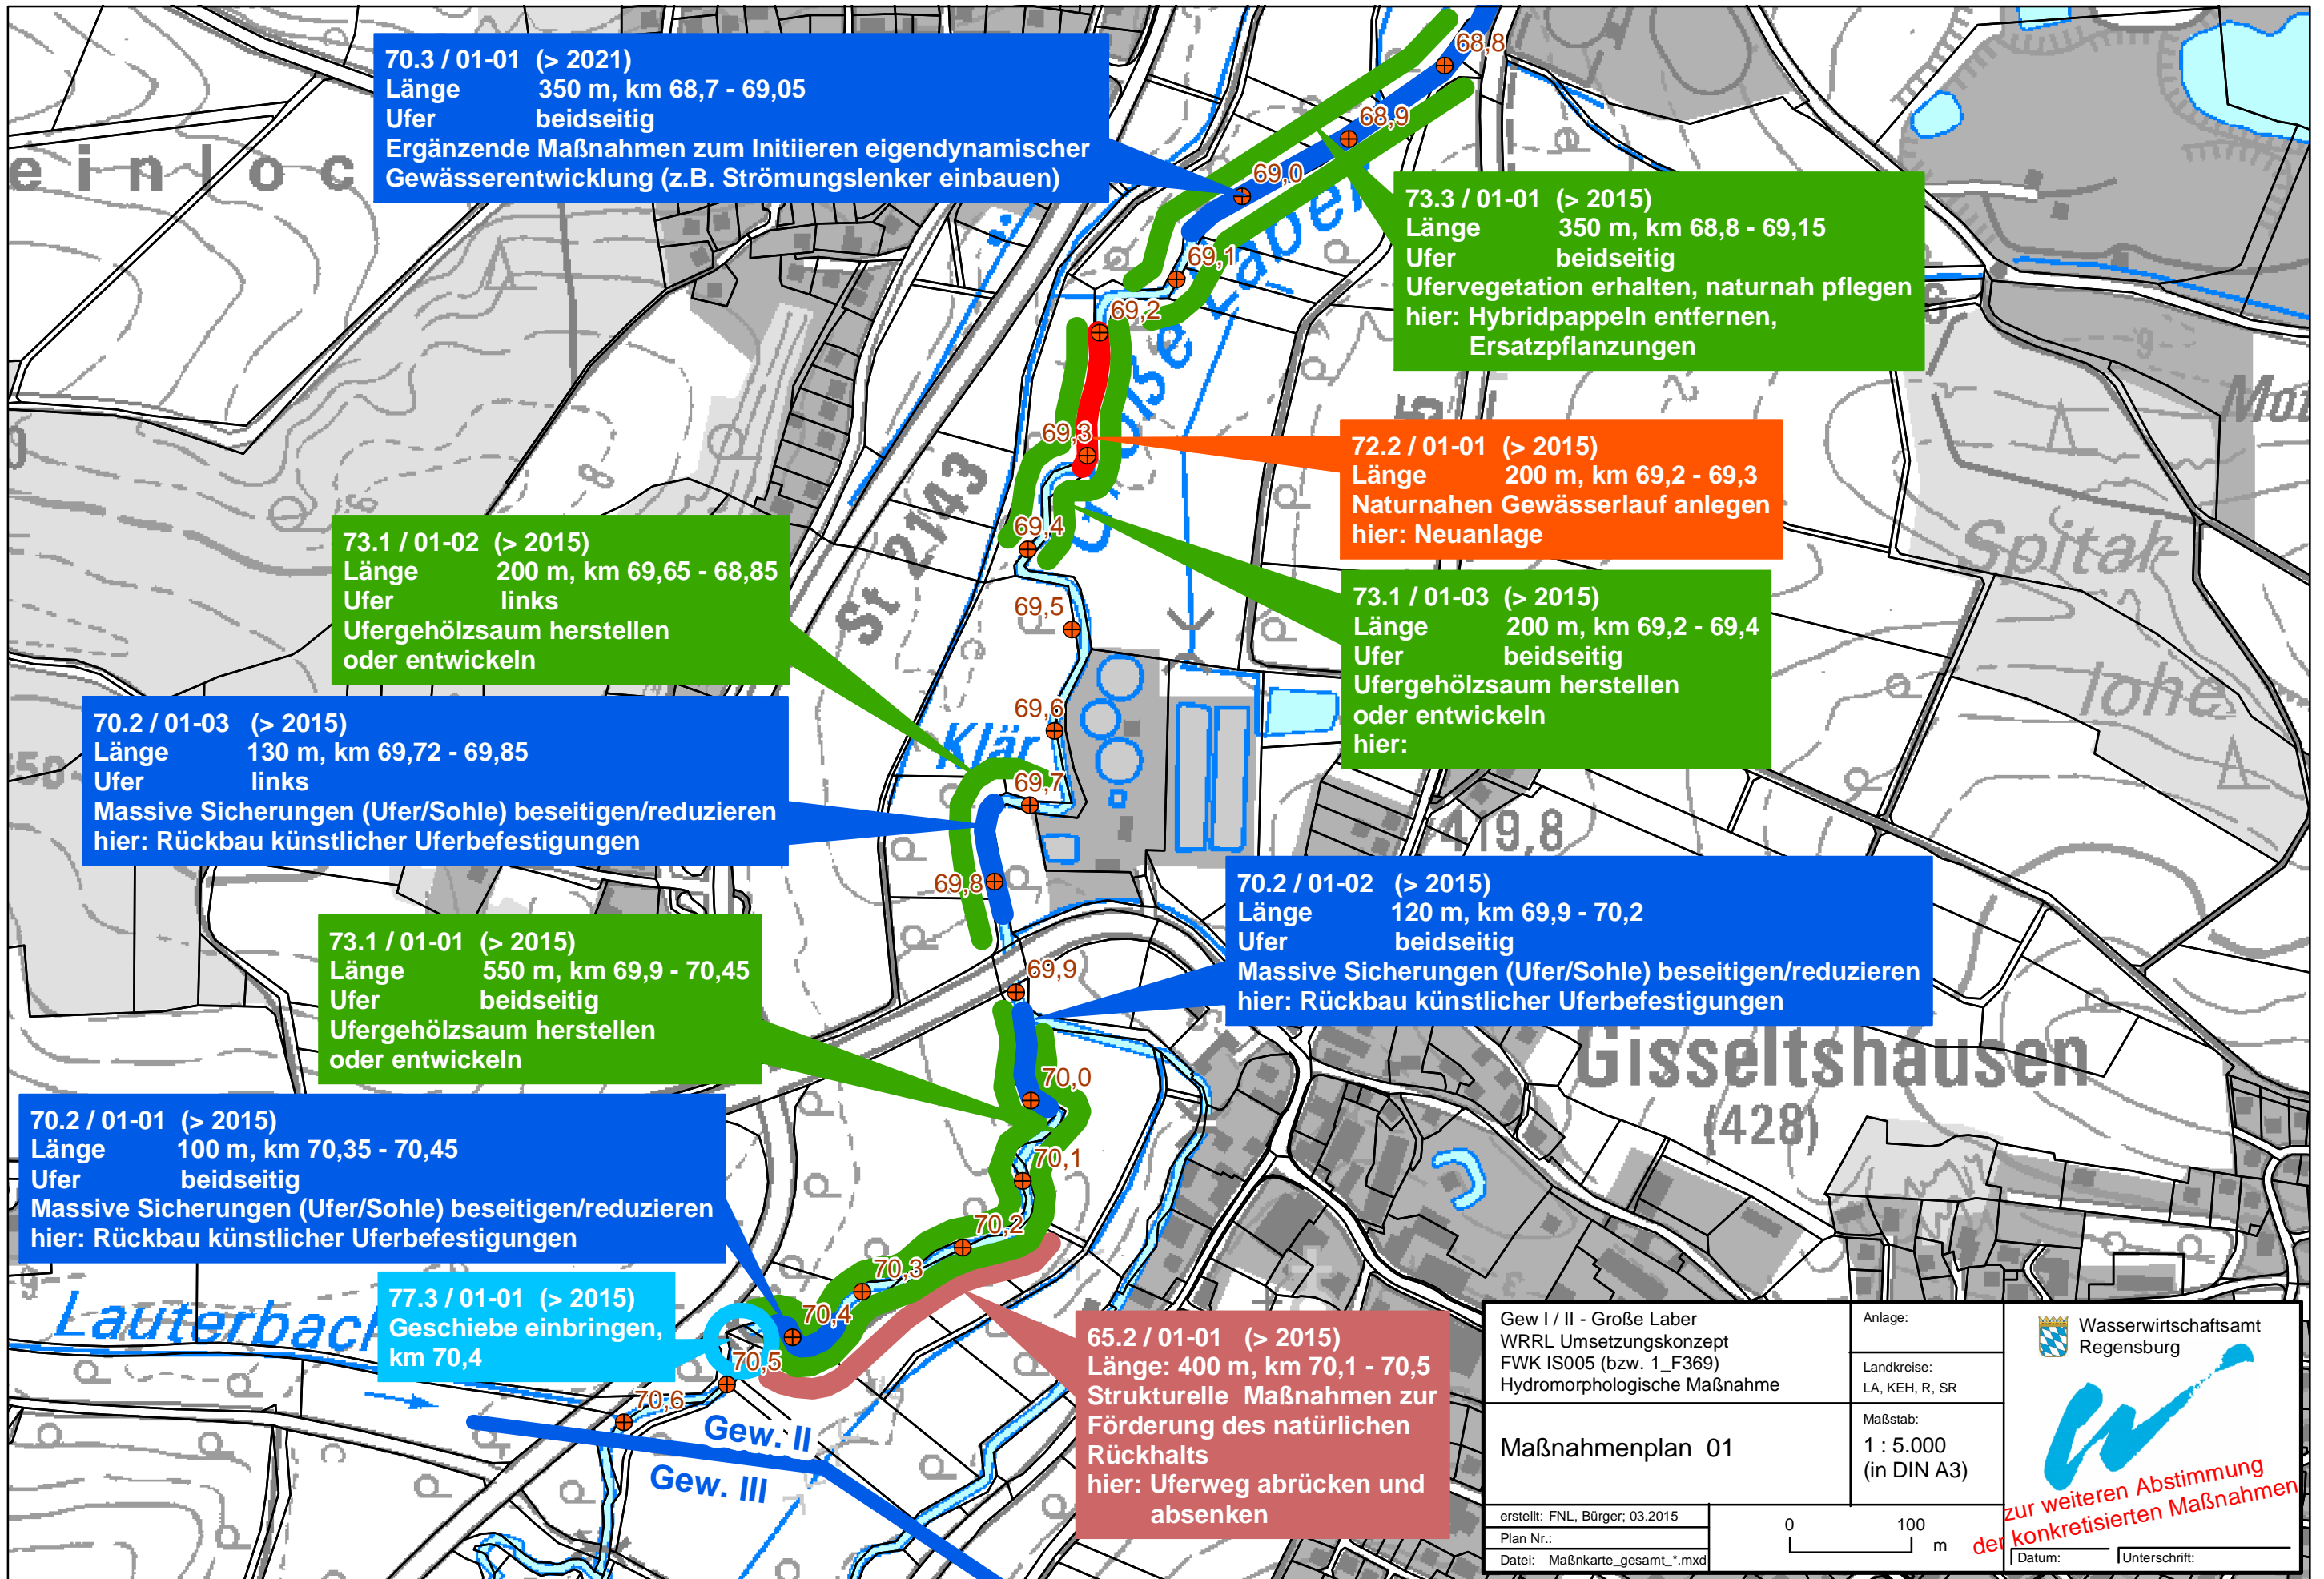 70.3 / 01-01 (> 2021)
Länge 350 m, km 68,7 - 69,05
Ufer beidseitig
Ergänzende Maßnahmen zum Initiieren eigendynamischer
Gewässerentwicklung (z.B. Strömungslenker einbauen)
68,8
68,9
69,0
69,1
69,2
69,3
69,4
69,5
69,6
69,7
69,8
69,9
70,0
70,1
70,2
70,3
70,4
70,5
70,6
73.3 / 01-01 (> 2015)
Länge 350 m, km 68,8 - 69,15
Ufer beidseitig
Ufervegetation erhalten, naturnah pflegen
hier: Hybridpappeln entfernen,
Ersatzpflanzungen
72.2 / 01-01 (> 2015)
Länge 200 m, km 69,2 - 69,3
Naturnahen Gewässerlauf anlegen
hier: Neuanlage
73.1 / 01-02 (> 2015)
Länge 200 m, km 69,65 - 68,85
Ufer links
Ufergehölzsaum herstellen
oder entwickeln
73.1 / 01-03 (> 2015)
Länge 200 m, km 69,2 - 69,4
Ufer beidseitig
Ufergehölzsaum herstellen
oder entwickeln
hier:
70.2 / 01-03 (> 2015)
Länge 130 m, km 69,72 - 69,85
Ufer links
Massive Sicherungen (Ufer/Sohle) beseitigen/reduzieren
hier: Rückbau künstlicher Uferbefestigungen
70.2 / 01-02 (> 2015)
Länge 120 m, km 69,9 - 70,2
Ufer beidseitig
Massive Sicherungen (Ufer/Sohle) beseitigen/reduzieren
hier: Rückbau künstlicher Uferbefestigungen
73.1 / 01-01 (> 2015)
Länge 550 m, km 69,9 - 70,45
Ufer beidseitig
Ufergehölzsaum herstellen
oder entwickeln
70.2 / 01-01 (> 2015)
Länge 100 m, km 70,35 - 70,45
Ufer beidseitig
Massive Sicherungen (Ufer/Sohle) beseitigen/reduzieren
hier: Rückbau künstlicher Uferbefestigungen
77.3 / 01-01 (> 2015)
Geschiebe einbringen,
km 70,4
65.2 / 01-01 (> 2015)
Länge: 400 m, km 70,1 - 70,5
Strukturelle Maßnahmen zur
Förderung des natürlichen
Rückhalts
hier: Uferweg abrücken und
absenken
einloc
St 2143
Klär
419,8
Spital
lohe
Gisseltshausen
(428)
Lauterbach
Gew. II
Gew. III
Gew I / II - Große Laber
WRRL Umsetzungskonzept
FWK IS005 (bzw. 1_F369)
Hydromorphologische Maßnahme
Anlage:
Landkreise:
LA, KEH, R, SR
Maßnahmenplan 01
Maßstab:
1 : 5.000
(in DIN A3)
erstellt: FNL, Bürger; 03.2015
Plan Nr.:
Datei: Maßnkarte_gesamt_*.mxd
0 100
m
Wasserwirtschaftsamt
Regensburg
zur weiteren Abstimmung
der konkretisierten Maßnahmen
Datum: Unterschrift: